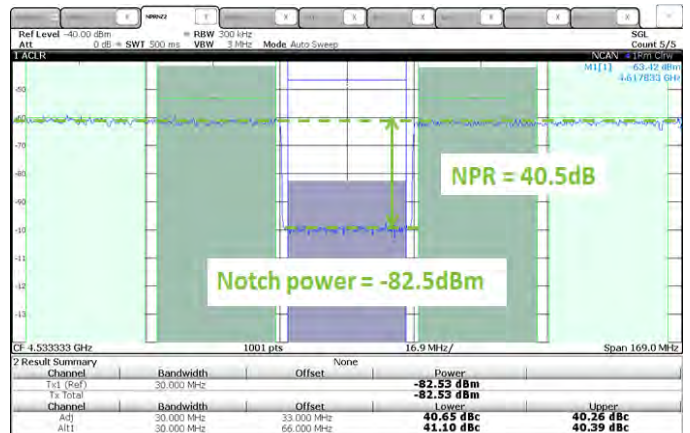 NPRNZ2
Ref Level -40.00 dBm RBW 300 kHz SGL
Att 0 dB SWT 500 ms VBW 3 MHz Mode Auto Sweep Count 5/5
1 ACLR NCAN 1Rm Clrw
M1[1] -63.42 dBm
4.617833 GHz
-50
-60
NPR = 40.5dB
Notch power = -82.5dBm
CF 4.533333 GHz 1001 pts 16.9 MHz/ Span 169.0 MHz
2 Result Summary None
Channel Bandwidth Offset Power
Tx1 (Ref) 30.000 MHz -82.53 dBm
Tx Total -82.53 dBm
Channel Bandwidth Offset Lower Upper
Adj 30.000 MHz 33.000 MHz 40.65 dBc 40.26 dBc
Alt1 30.000 MHz 66.000 MHz 41.10 dBc 40.39 dBc